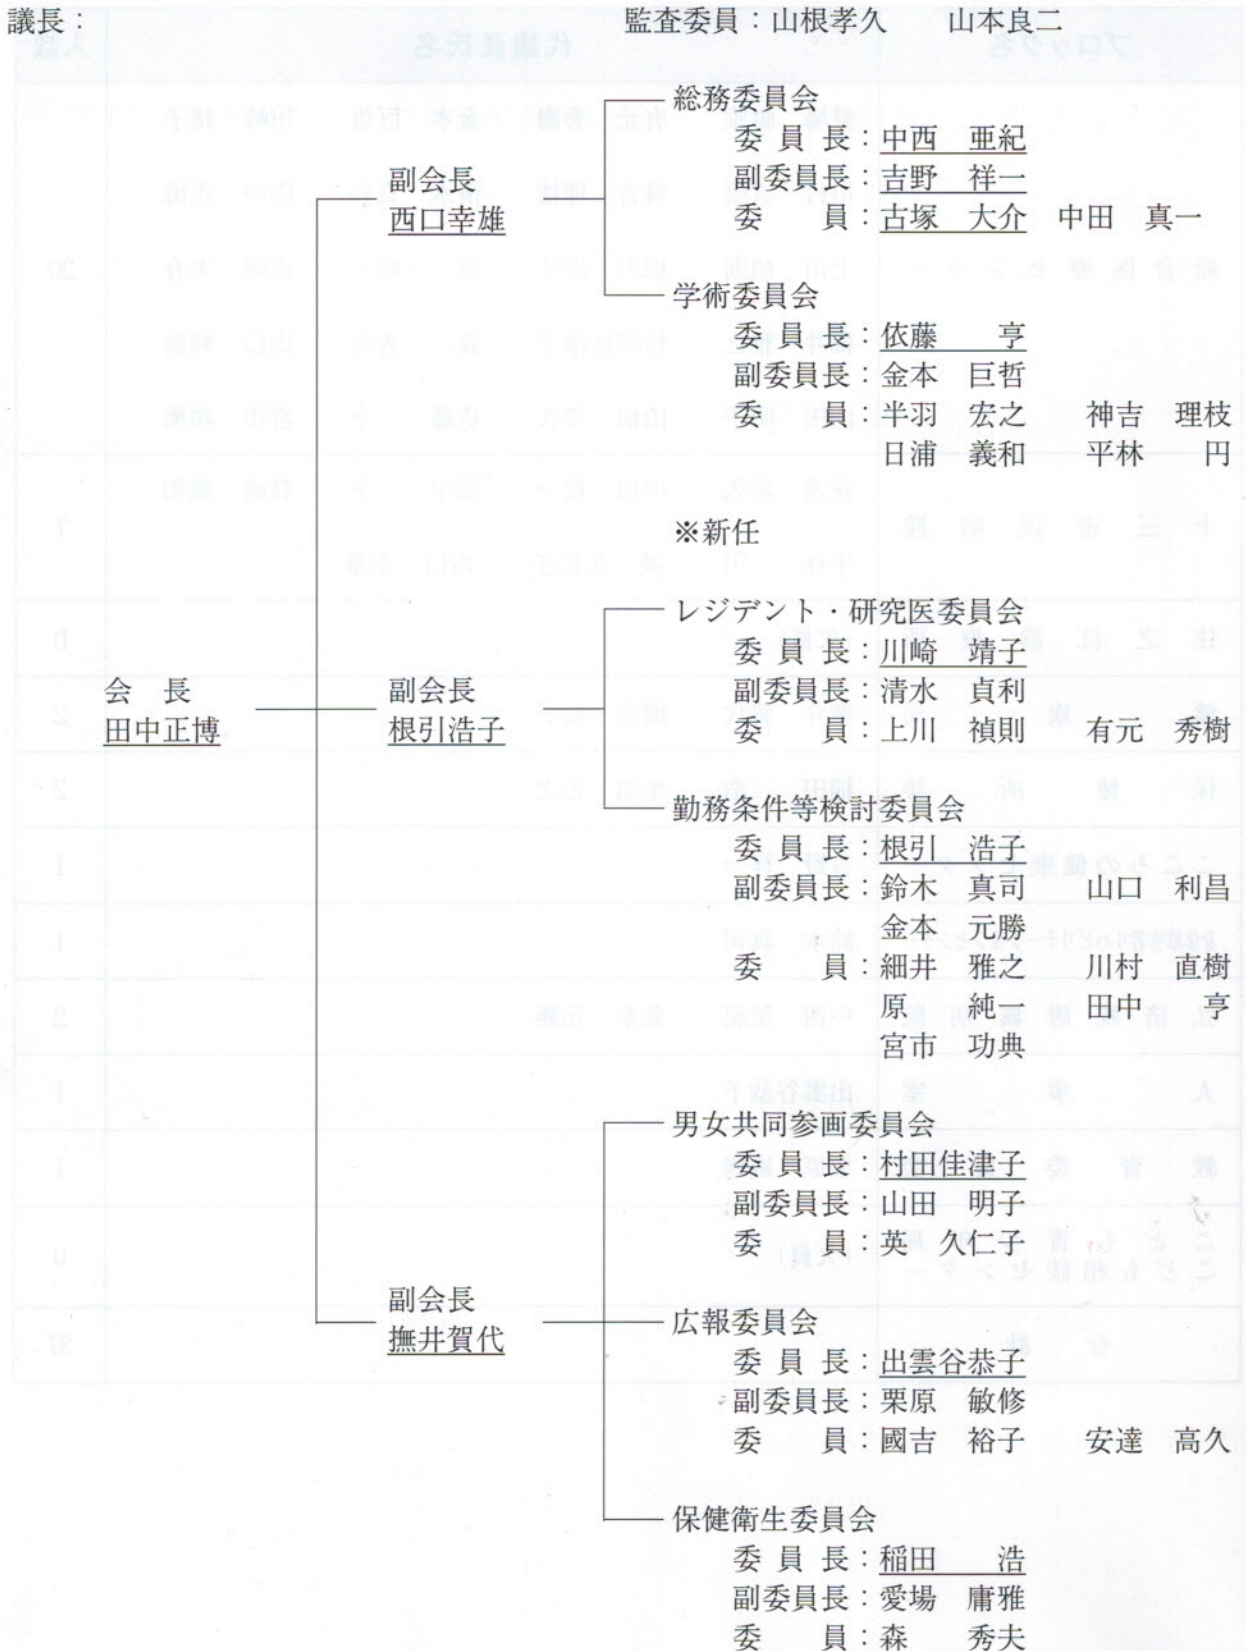 議長：　　監査委員：山根孝久　　山本良二
総務委員会
委 員 長：中西　亜紀
副会長
西口幸雄
副委員長：吉野　祥一
委　　員：古塚　大介　中田　真一
学術委員会
委 員 長：依藤　　亨
副委員長：金本　巨哲
委　　員：半羽　宏之　　神吉　理枝
日浦　義和　　平林　　円
※新任
レジデント・研究医委員会
委 員 長：川崎　靖子
会　長
田中正博
副会長
根引浩子
副委員長：清水　貞利
委　　員：上川　禎則　　有元　秀樹
勤務条件等検討委員会
委 員 長：根引　浩子
副委員長：鈴木　真司　　山口　利昌
金本　元勝
委　　員：細井　雅之　　川村　直樹
原　　純一　　田中　　亨
宮市　功典
男女共同参画委員会
委 員 長：村田佳津子
副委員長：山田　明子
委　　員：英　久仁子
副会長
撫井賀代
広報委員会
委 員 長：出雲谷恭子
副委員長：栗原　敏修
委　　員：國吉　裕子　　安達　高久
保健衛生委員会
委 員 長：稲田　　浩
副委員長：愛場　庸雅
委　　員：森　　秀夫